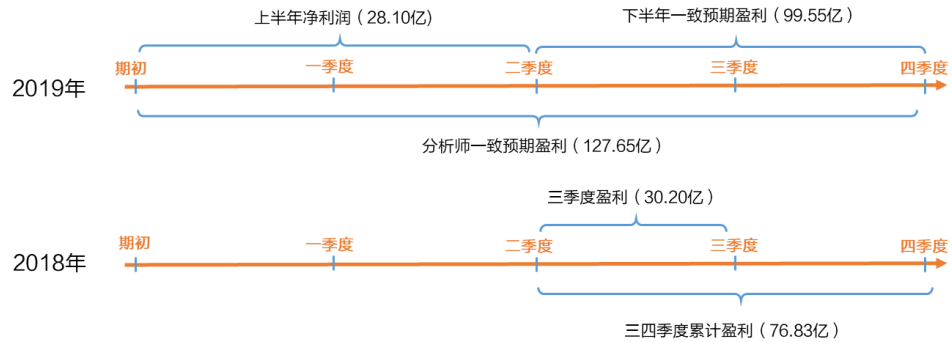 上半年净利润（28.10亿）
下半年一致预期盈利（99.55亿）
期初
一季度
二季度
三季度
四季度
2019年
分析师一致预期盈利（127.65亿）
三季度盈利（30.20亿）
期初
一季度
二季度
三季度
四季度
2018年
三四季度累计盈利（76.83亿）